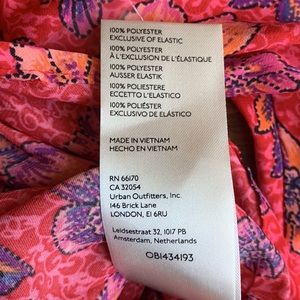 100% POLYESTER
EXCLUSIVE OF ELASTIC
100% POLYESTER
À L'EXCLUSION DE L'ÉLASTIQUE
100% POLYESTER
AUSSER ELASTIK
100% POLIESTERE
ECCETTO L'ELASTICO
100% POLIÉSTER
EXCLUSIVO DE ELÁSTICO
MADE IN VIETNAM
HECHO EN VIETNAM
RN 66170
CA 32054
Urban Outfitters, Inc.
146 Brick Lane
LONDON, E1 6RU
Leidsestraat 32, 1017 PB
Amsterdam, Netherlands
OB1434193